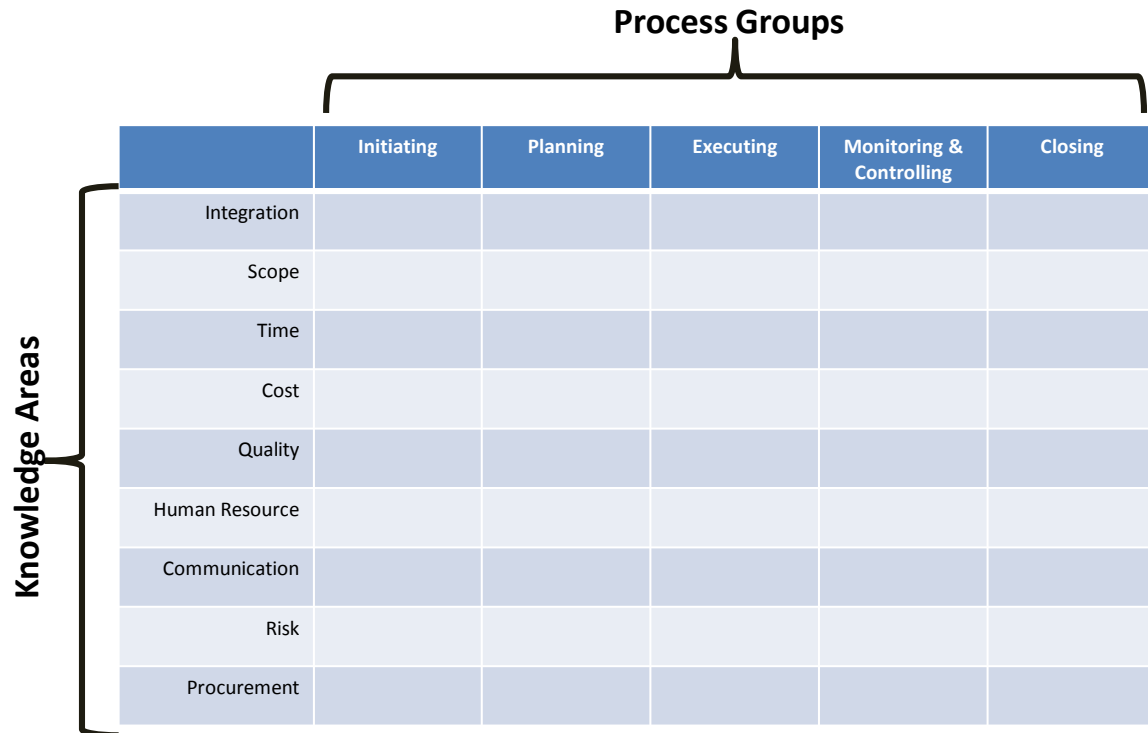 Process Groups
Initiating
Planning
Executing
Monitoring &
Controlling
Closing
Knowledge Areas
Integration
Scope
Time
Cost
Quality
Human Resource
Communication
Risk
Procurement